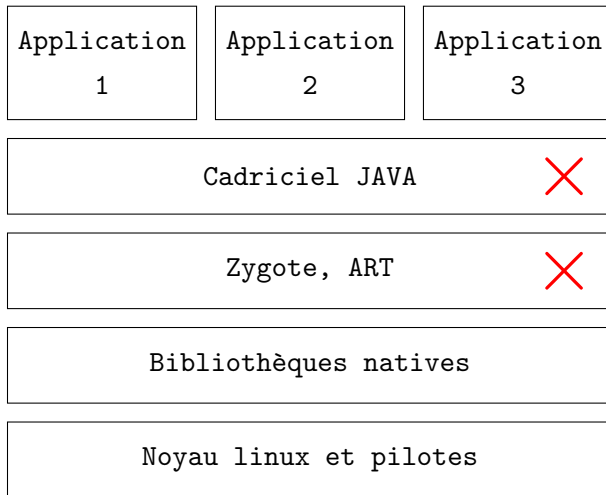 Application Application Application
1 2 3
Cadriciel JAVA
Zygote, ART
Bibliothèques natives
Noyau linux et pilotes